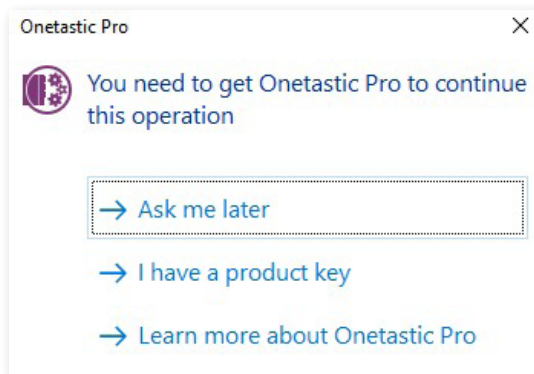 Onetastic Pro
You need to get Onetastic Pro to continue
this operation
Ask me later
I have a product key
Learn more about Onetastic Pro